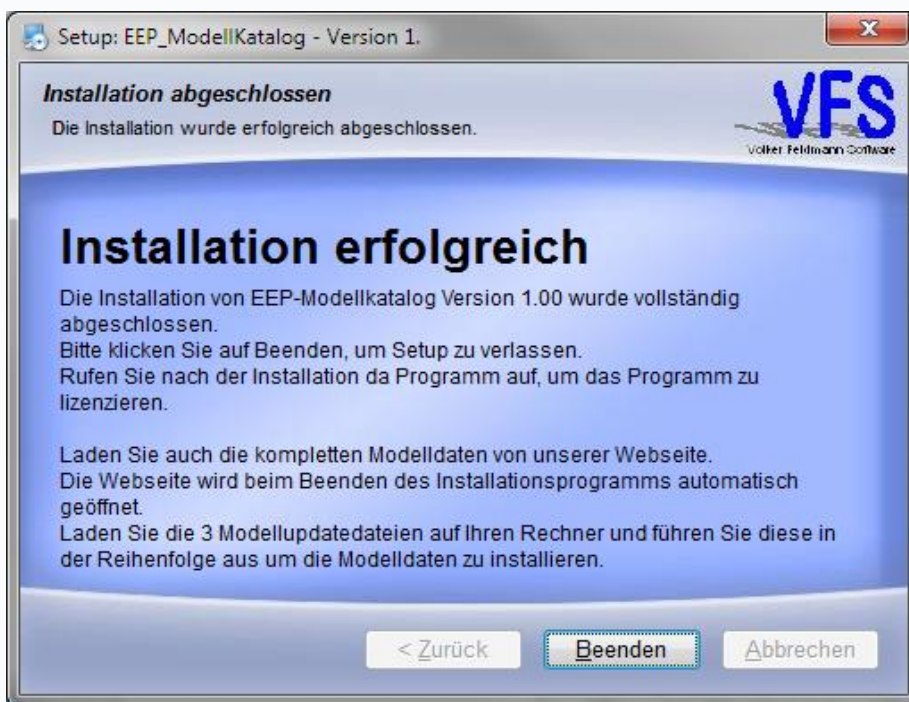 Setup: EEP_ModellKatalog - Version 1.
x
Installation abgeschlossen
Die Installation wurde erfolgreich abgeschlossen.
VFS
Volker Feldmann Software
Installation erfolgreich
Die Installation von EEP-Modellkatalog Version 1.00 wurde vollständig
abgeschlossen.
Bitte klicken Sie auf Beenden, um Setup zu verlassen.
Rufen Sie nach der Installation da Programm auf, um das Programm zu
lizenzieren.
Laden Sie auch die kompletten Modelldaten von unserer Webseite.
Die Webseite wird beim Beenden des Installationsprogramms automatisch
geöffnet.
Laden Sie die 3 Modellupdatedateien auf Ihren Rechner und führen Sie diese in
der Reihenfolge aus um die Modelldaten zu installieren.
< Zurück
Beenden
Abbrechen